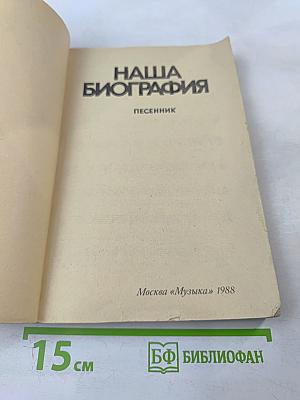 НАША
БИОГРАФИЯ
ПЕСЕННИК
Москва «Музыка» 1988
15 см
БФ БИБЛИОФАН